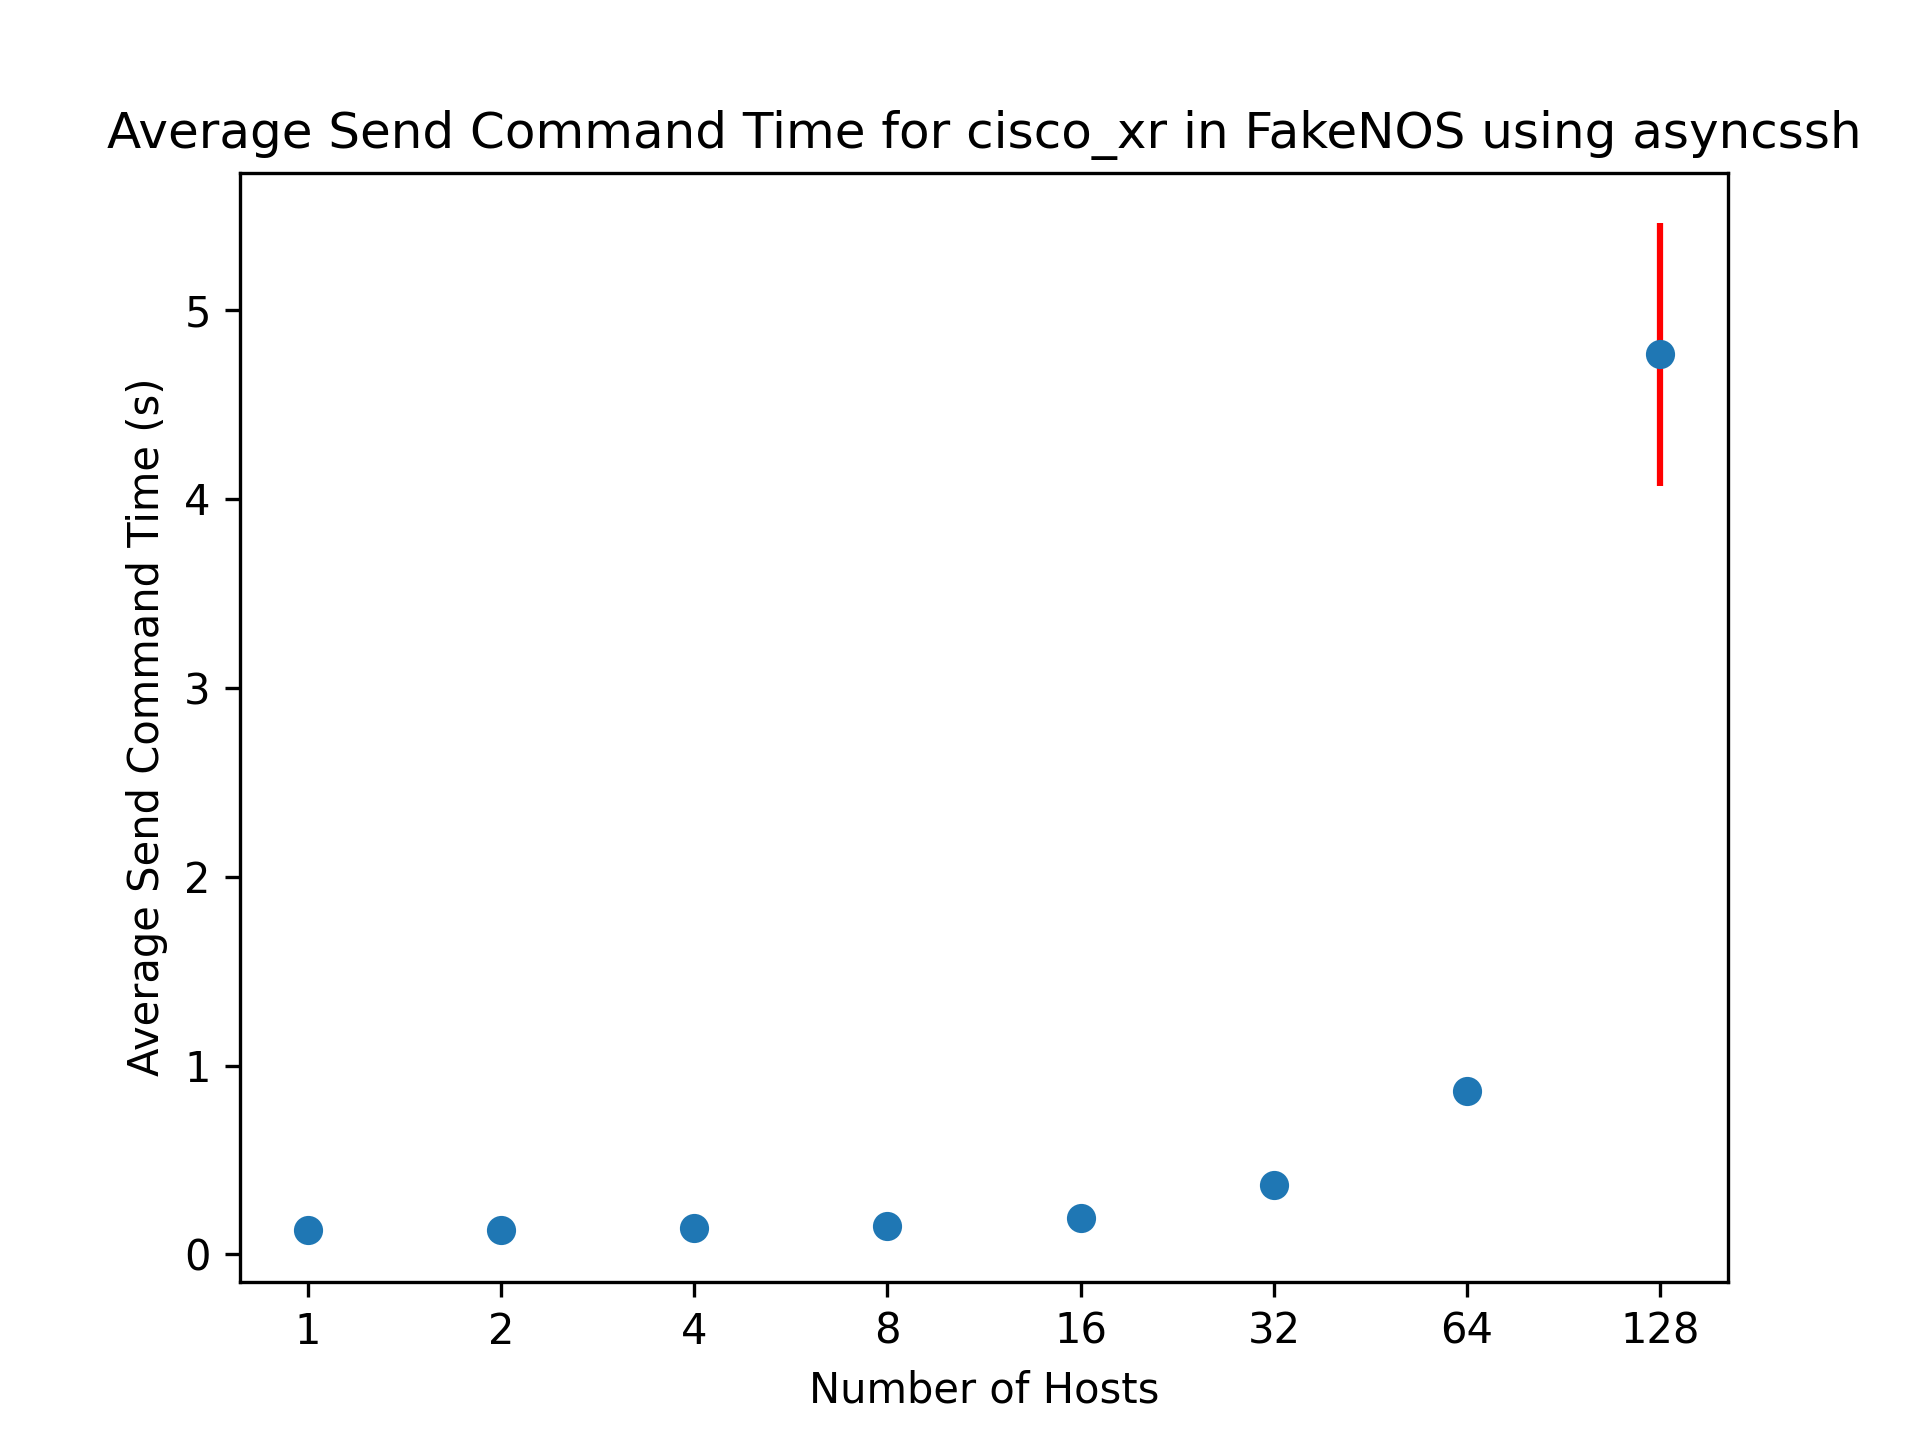 Average Send Command Time for cisco_xr in FakeNOS using asyncssh
Average Send Command Time (s)
5
4
3
2
1
0
1 2 4 8 16 32 64 128
Number of Hosts